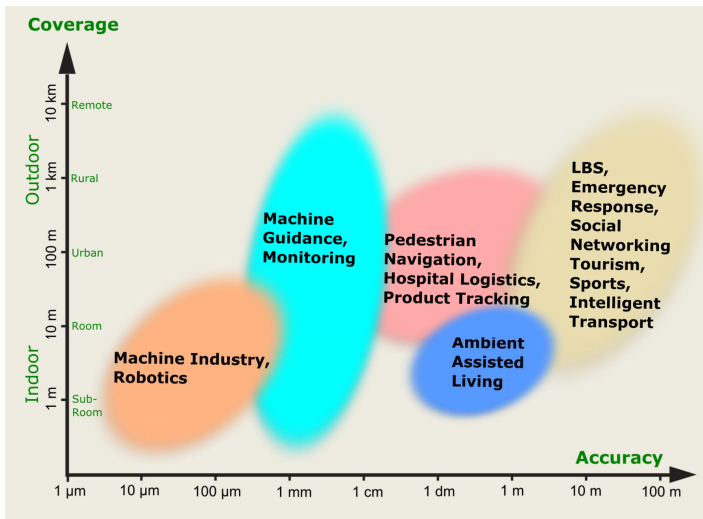 Coverage
10 km
Remote
Outdoor
1 km
Rural
100 m
Urban
10 m
Room
Indoor
1 m
Sub-
Room
Machine
Guidance,
Monitoring
Machine Industry,
Robotics
Pedestrian
Navigation,
Hospital Logistics,
Product Tracking
Ambient
Assisted
Living
LBS,
Emergency
Response,
Social
Networking
Tourism,
Sports,
Intelligent
Transport
Accuracy
1 µm
10 µm
100 µm
1 mm
1 cm
1 dm
1 m
10 m
100 m